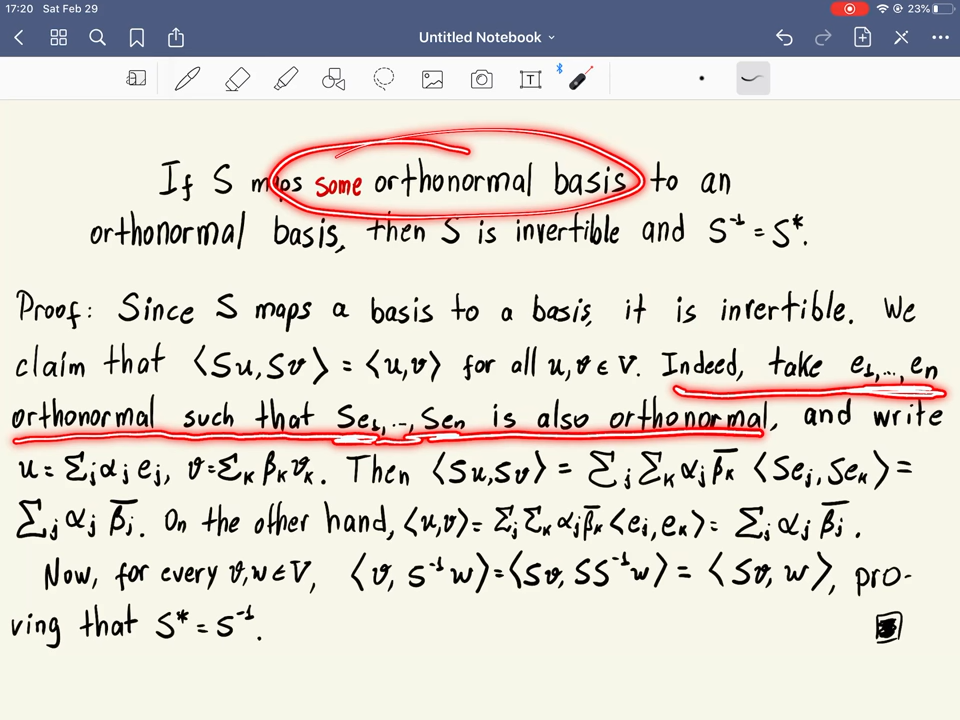 17:20 Sat Feb 29 23%
Untitled Notebook
If S maps some orthonormal basis to an
orthonormal basis, then S is invertible and S⁻¹ = S*.
Proof: Since S maps a basis to a basis, it is invertible. We
claim that ⟨Su, Sv⟩ = ⟨u, v⟩ for all u, v ∈ V. Indeed, take e₁, ..., eₙ
orthonormal such that Se₁, ..., Seₙ is also orthonormal, and write
u = Σⱼ αⱼ eⱼ, v = Σₖ βₖ vₖ. Then ⟨Su, Sv⟩ = Σⱼ Σₖ αⱼ β̅ₖ ⟨Seⱼ, Seₖ⟩ =
Σⱼ αⱼ β̅ⱼ. On the other hand, ⟨u, v⟩ = Σⱼ Σₖ αⱼ β̅ₖ ⟨eⱼ, eₖ⟩ = Σⱼ αⱼ β̅ⱼ.
Now, for every v, w ∈ V, ⟨v, S⁻¹w⟩ = ⟨Sv, SS⁻¹w⟩ = ⟨Sv, w⟩, pro-
ving that S* = S⁻¹.